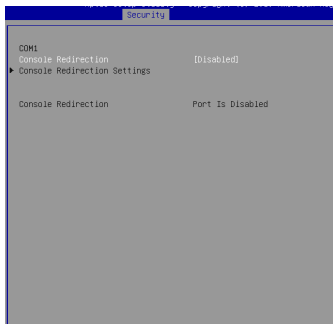 Security
COM1
Console Redirection [Disabled]
Console Redirection Settings
Console Redirection Port Is Disabled